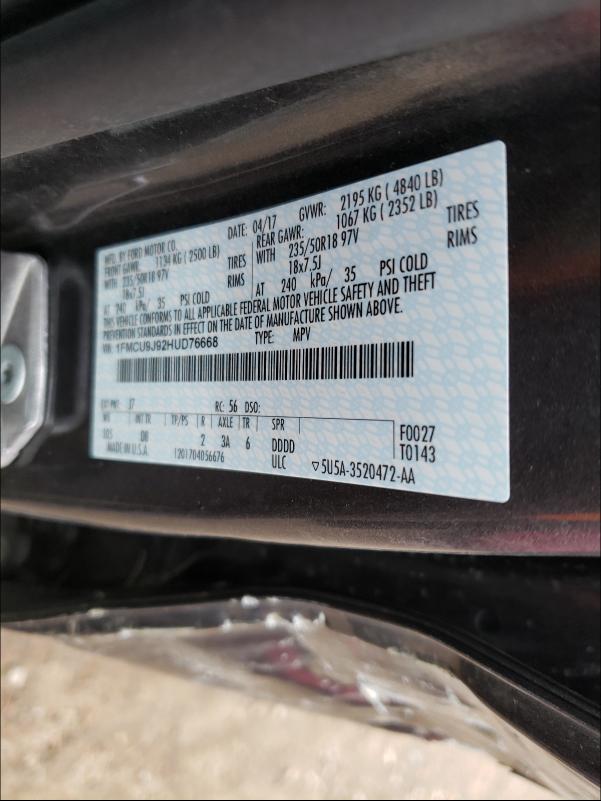 MFD. BY FORD MOTOR CO.
DATE: 04/17 GVWR: 2195 KG ( 4840 LB)
FRONT GAWR: 1134 KG ( 2500 LB) REAR GAWR: 1067 KG ( 2352 LB)
WITH 235/50R18 97V TIRES WITH 235/50R18 97V TIRES
18x7.5J RIMS 18x7.5J RIMS
AT 240 kPa/ 35 PSI COLD AT 240 kPa/ 35 PSI COLD
THIS VEHICLE CONFORMS TO ALL APPLICABLE FEDERAL MOTOR VEHICLE SAFETY AND THEFT
PREVENTION STANDARDS IN EFFECT ON THE DATE OF MANUFACTURE SHOWN ABOVE.
VIN: 1FMCU9J92HUD76668 TYPE: MPV
EXT PNT: J7 RC: 56 DSO:
WB INT TR TP/PS R AXLE TR SPR
105 D8 2 3A 6 DDDD F0027
MADE IN U.S.A. 1201704056676 ULC T0143
▽5U5A-3520472-AA